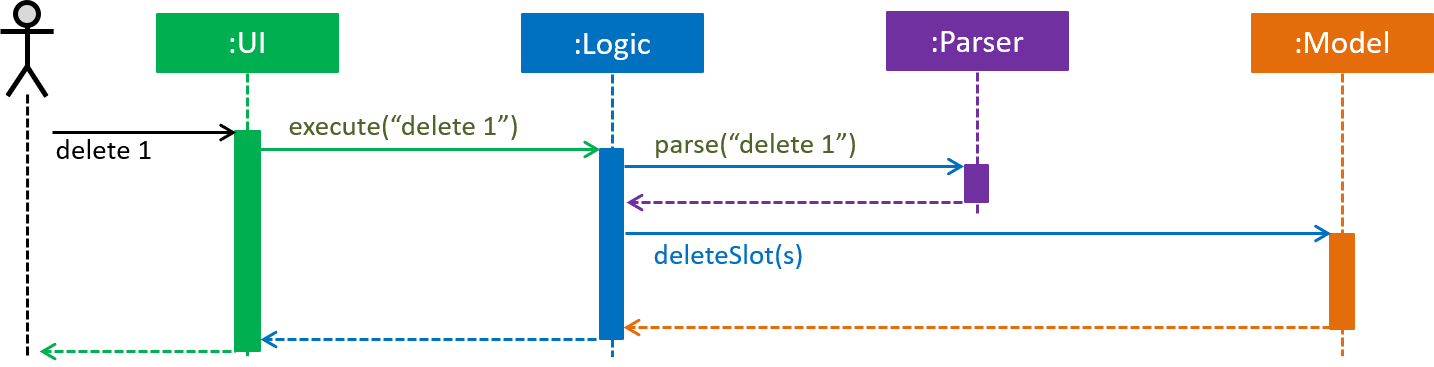 :UI
:Logic
:Parser
:Model
delete 1
execute(“delete 1”)
parse(“delete 1”)
deleteSlot(s)